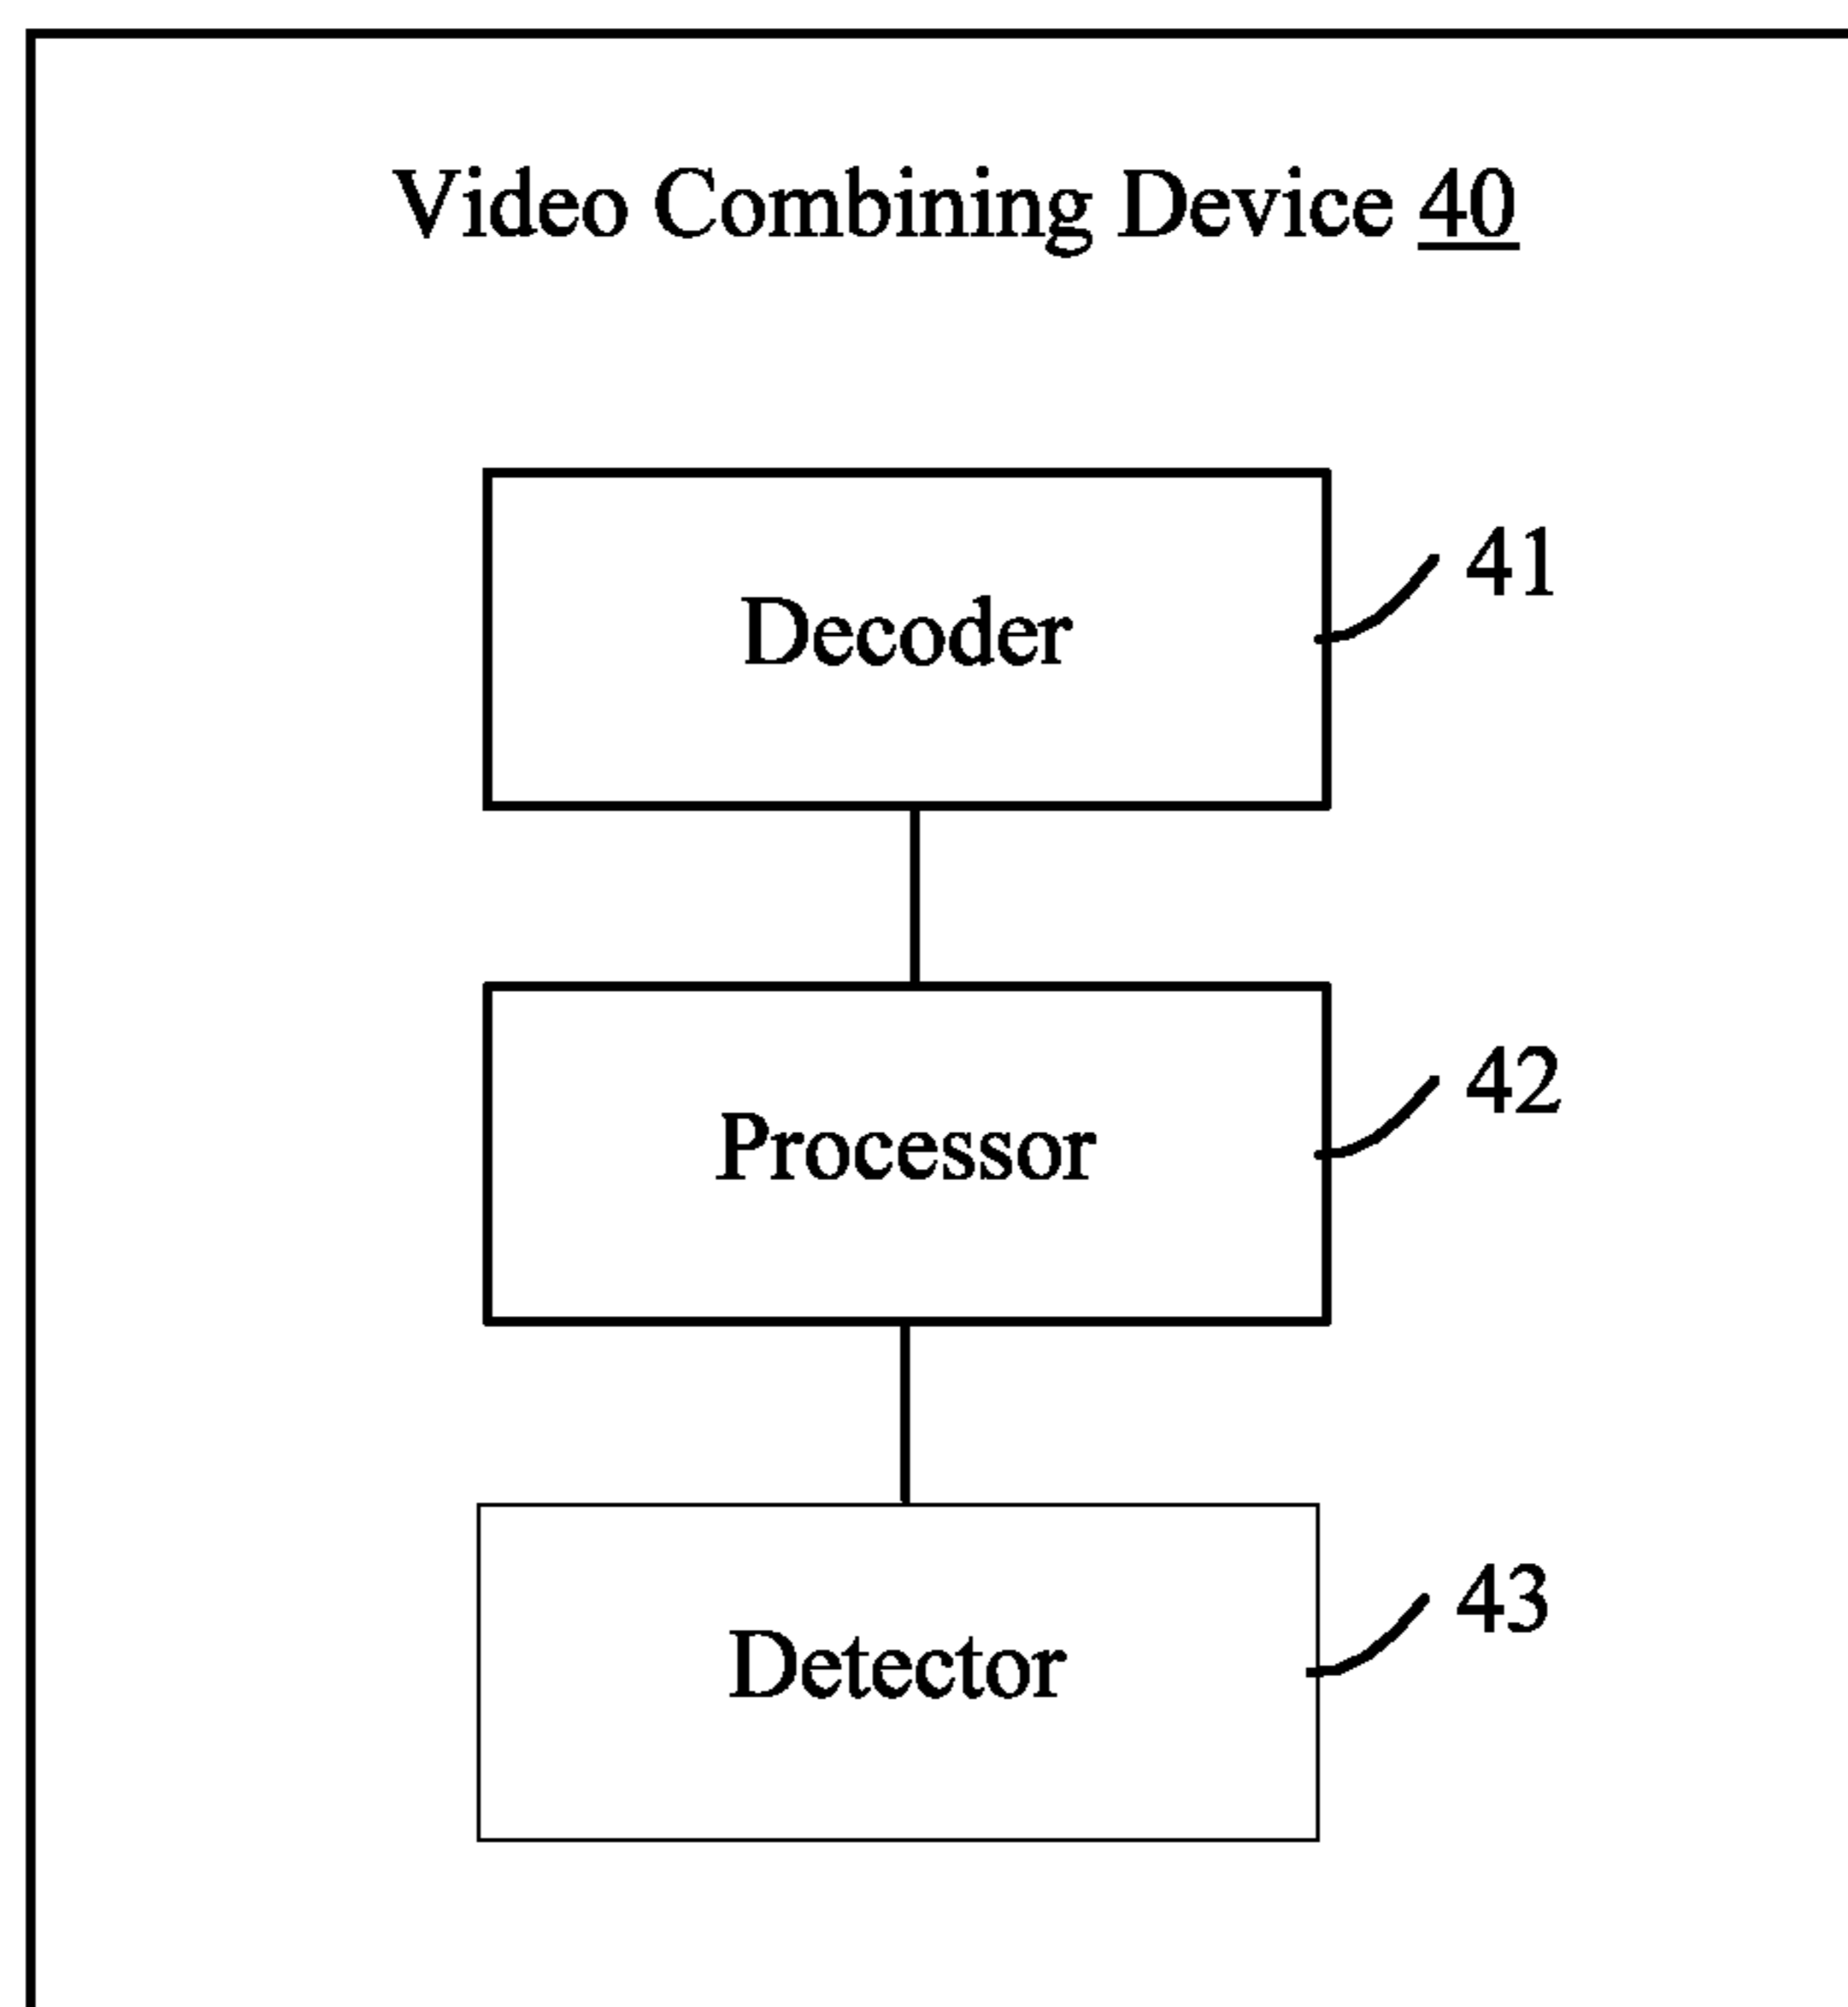 Video Combining Device 40
Decoder
41
Processor
42
Detector
43